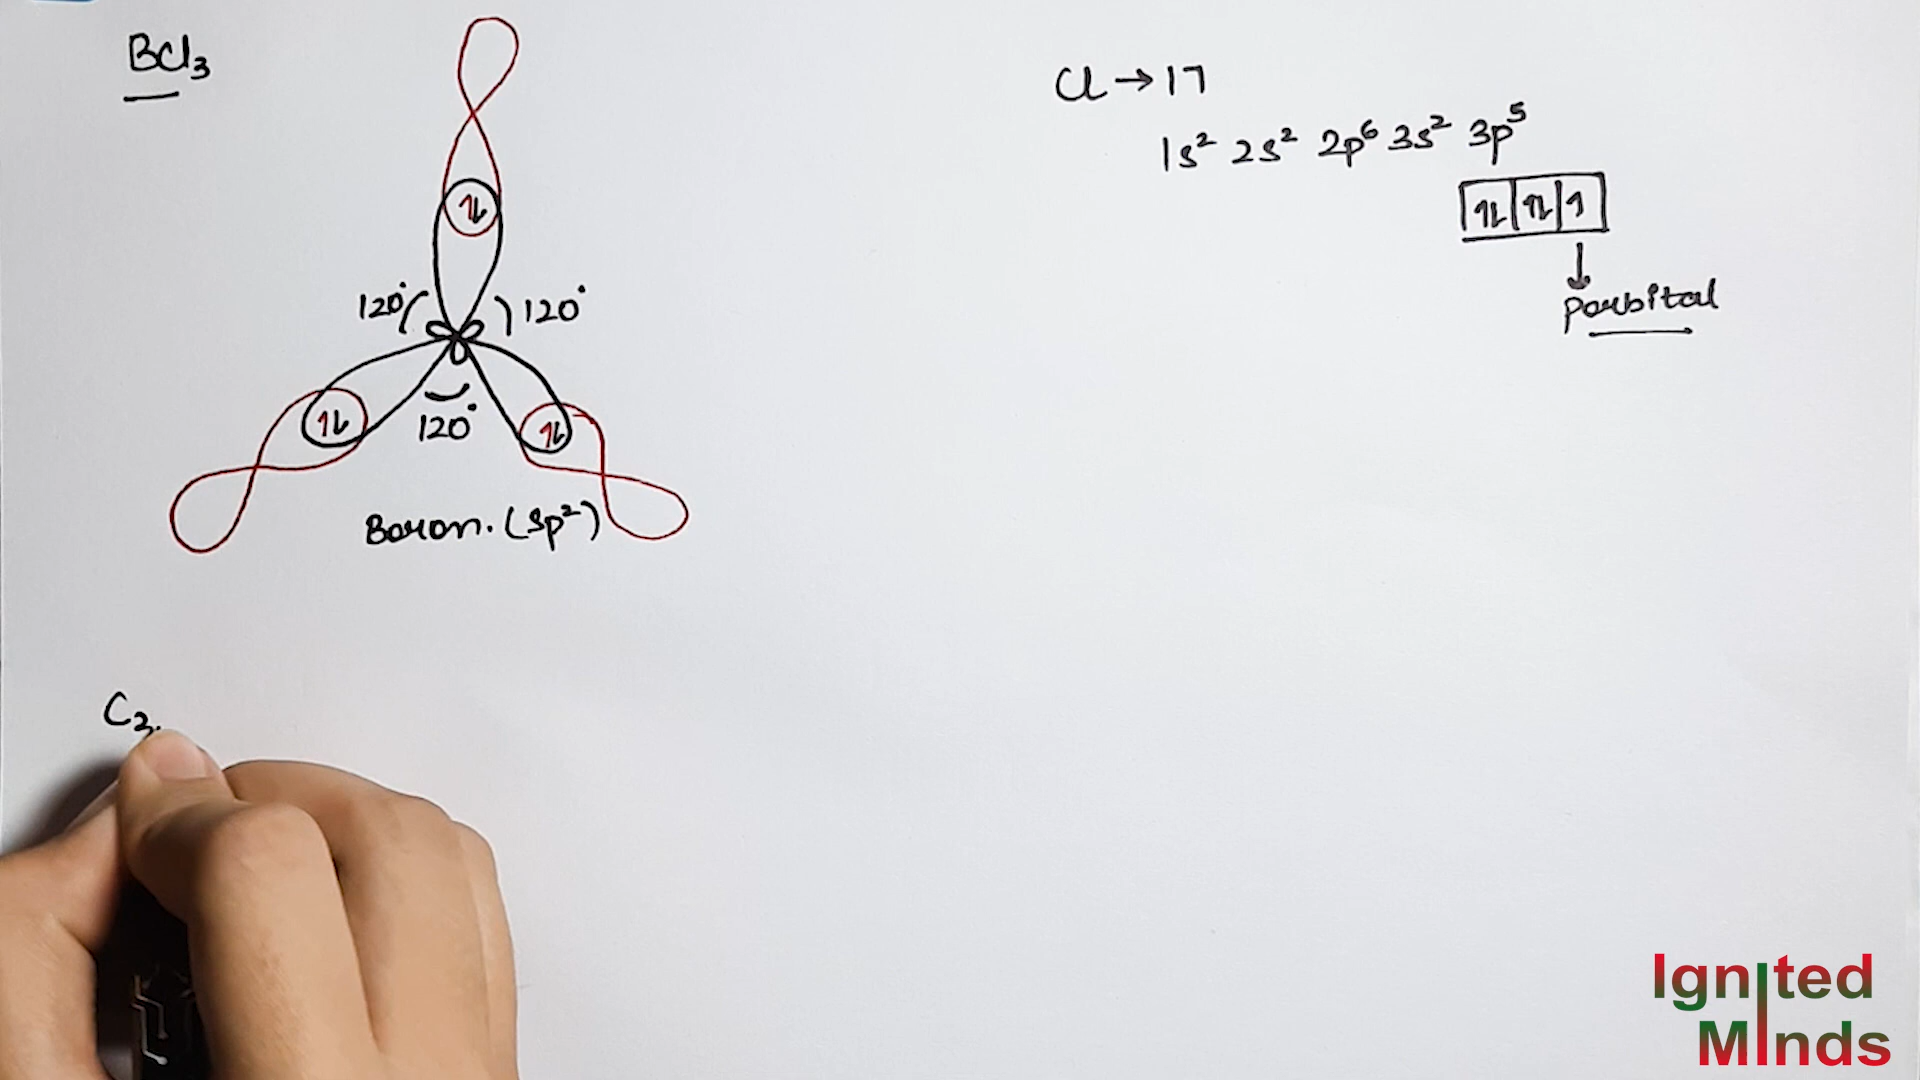 BCl₃
120° 120°
120°
Boron. (sp²)
Cl → 17
1s² 2s² 2p⁶ 3s² 3p⁵
↑↓ ↑↓ ↑
↓
p orbital
C₂
Ignited
Minds